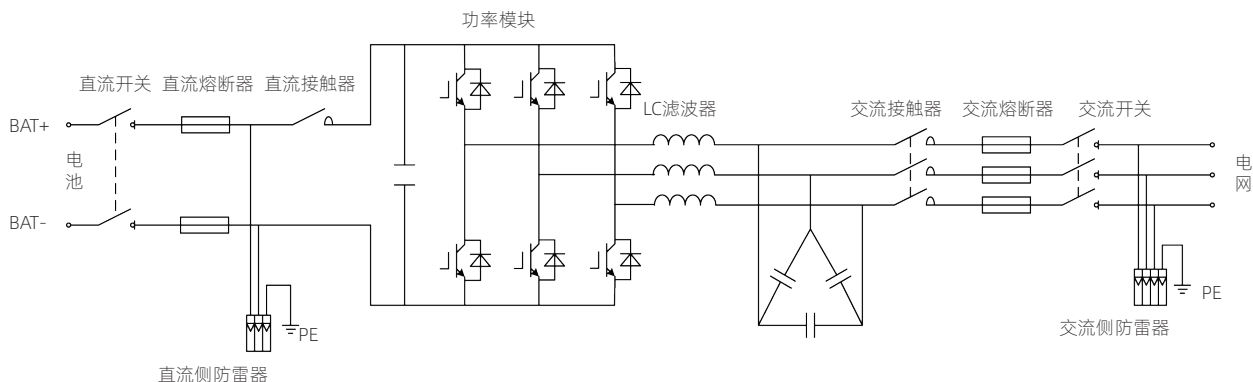 功率模块
直流开关 直流熔断器 直流接触器
LC滤波器
交流接触器 交流熔断器 交流开关
BAT+
电池
BAT-
电网
PE
PE
交流侧防雷器
直流侧防雷器